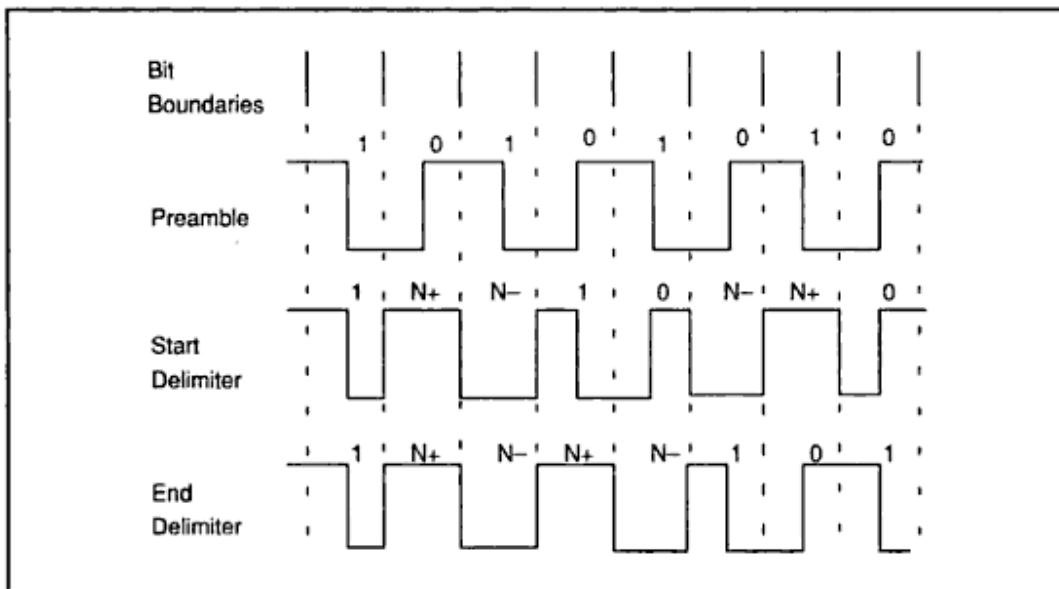 Bit
Boundaries
1 0 1 0 1 0 1 0
Preamble
1 N+ N– 1 0 N– N+ 0
Start
Delimiter
1 N+ N– N+ N– 1 0 1
End
Delimiter